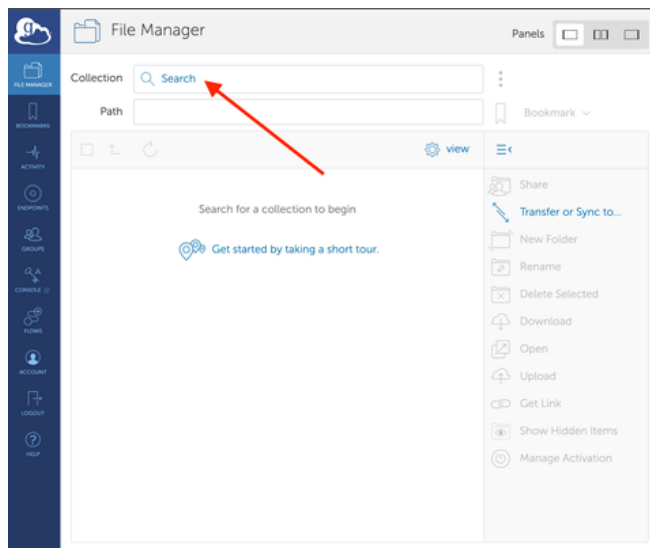 g
File Manager
Panels
FILE MANAGER
BOOKMARKS
ACTIVITY
ENDPOINTS
GROUPS
CONSOLE
FLOWS
ACCOUNT
LOGOUT
HELP
Collection
Search
Path
Bookmark
view
Search for a collection to begin
Get started by taking a short tour.
Share
Transfer or Sync to...
New Folder
Rename
Delete Selected
Download
Open
Upload
Get Link
Show Hidden Items
Manage Activation